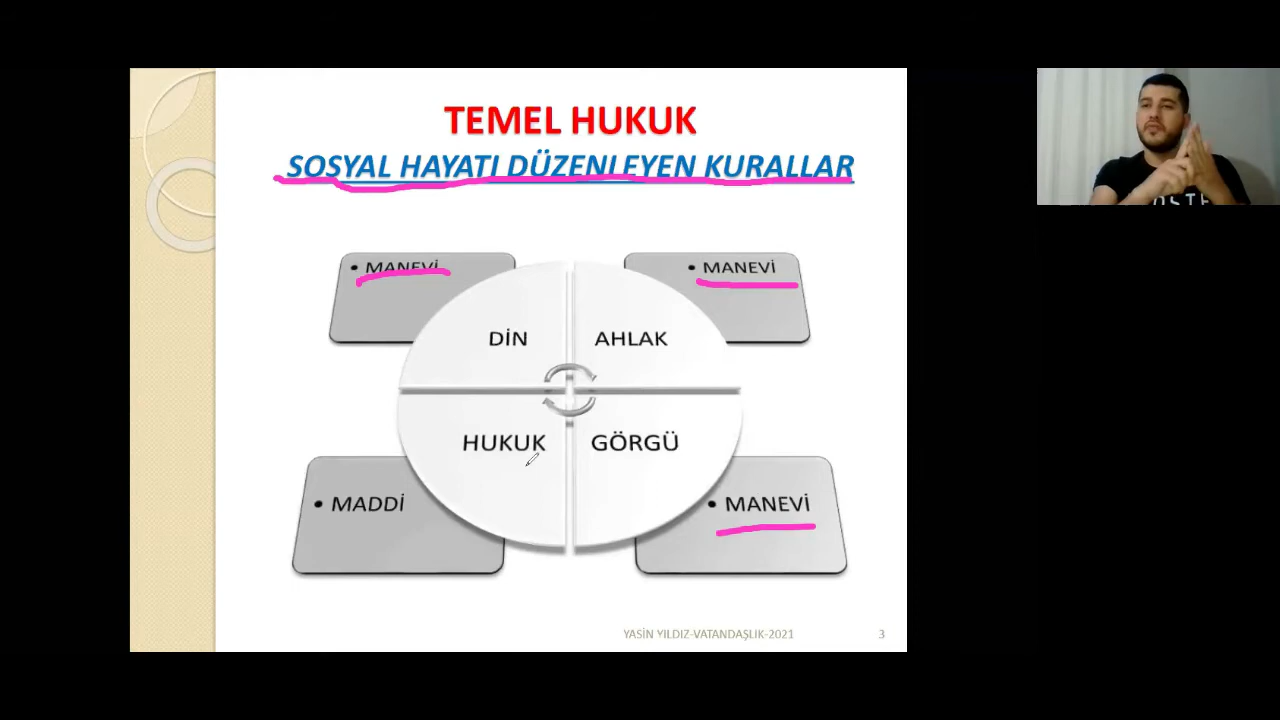 TEMEL HUKUK
SOSYAL HAYATI DÜZENLEYEN KURALLAR
• MANEVİ
• MANEVİ
DİN
AHLAK
HUKUK
GÖRGÜ
• MADDİ
• MANEVİ
YASİN YILDIZ-VATANDAŞLIK-2021
3